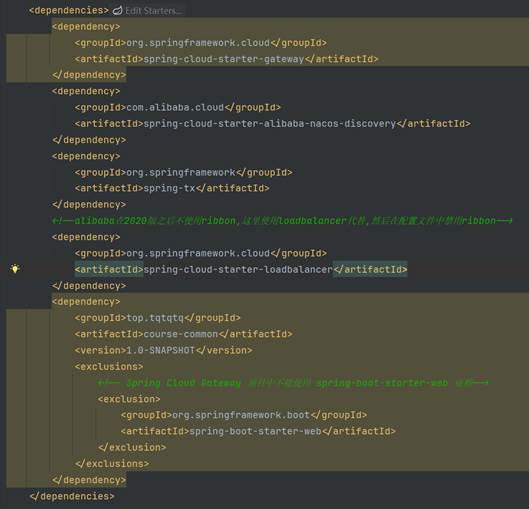 <dependencies> Edit Starters...
<dependency>
<groupId>org.springframework.cloud</groupId>
<artifactId>spring-cloud-starter-gateway</artifactId>
</dependency>
<dependency>
<groupId>com.alibaba.cloud</groupId>
<artifactId>spring-cloud-starter-alibaba-nacos-discovery</artifactId>
</dependency>
<dependency>
<groupId>org.springframework</groupId>
<artifactId>spring-tx</artifactId>
</dependency>
<!--alibaba在2020版之后不使用ribbon,这里使用loadbalancer代替,然后在配置文件中禁用ribbon-->
<dependency>
<groupId>org.springframework.cloud</groupId>
<artifactId>spring-cloud-starter-loadbalancer</artifactId>
</dependency>
<dependency>
<groupId>top.tqtqtq</groupId>
<artifactId>course-common</artifactId>
<version>1.0-SNAPSHOT</version>
<exclusions>
<!-- Spring Cloud Gateway 项目中不能使用 spring-boot-starter-web 依赖-->
<exclusion>
<groupId>org.springframework.boot</groupId>
<artifactId>spring-boot-starter-web</artifactId>
</exclusion>
</exclusions>
</dependency>
</dependencies>